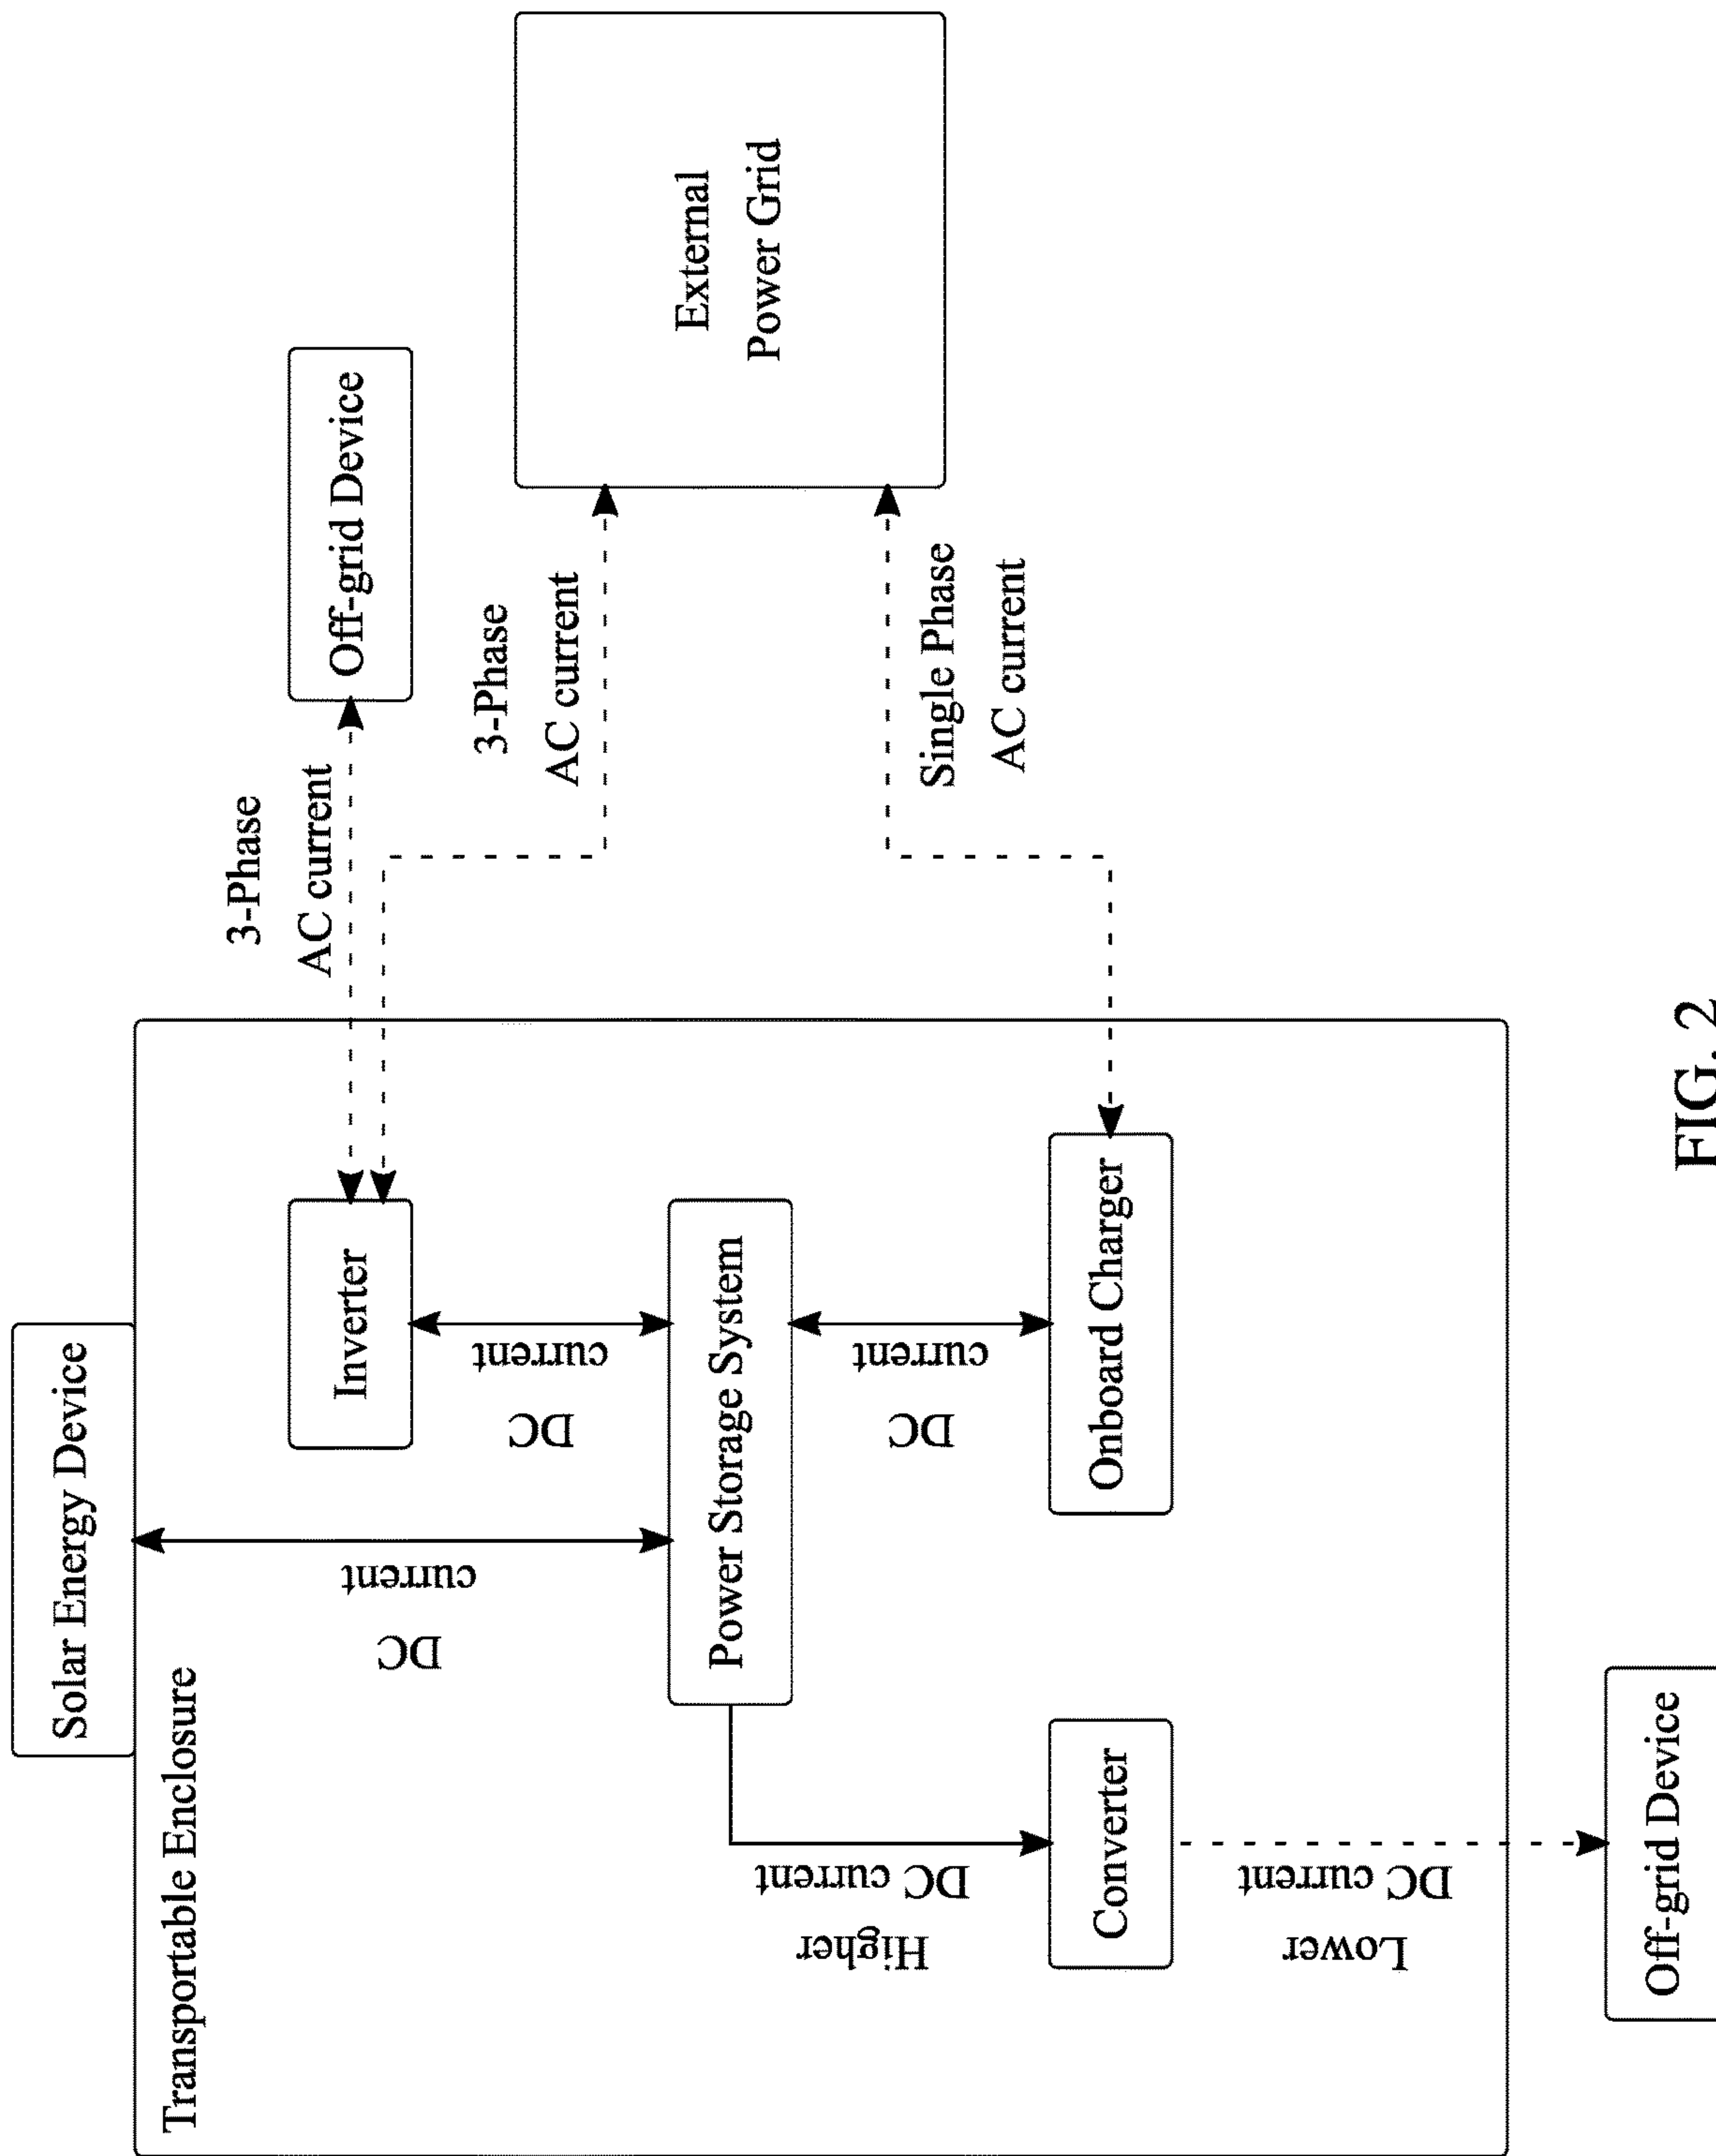 Solar Energy Device
Transportable Enclosure
3-Phase
AC current
Inverter
Off-grid Device
DC
current
DC
current
3-Phase
AC current
Power Storage System
External
Power Grid
Higher
DC current
DC
current
Single Phase
AC current
Converter
Onboard Charger
Lower
DC current
Off-grid Device
FIG. 2